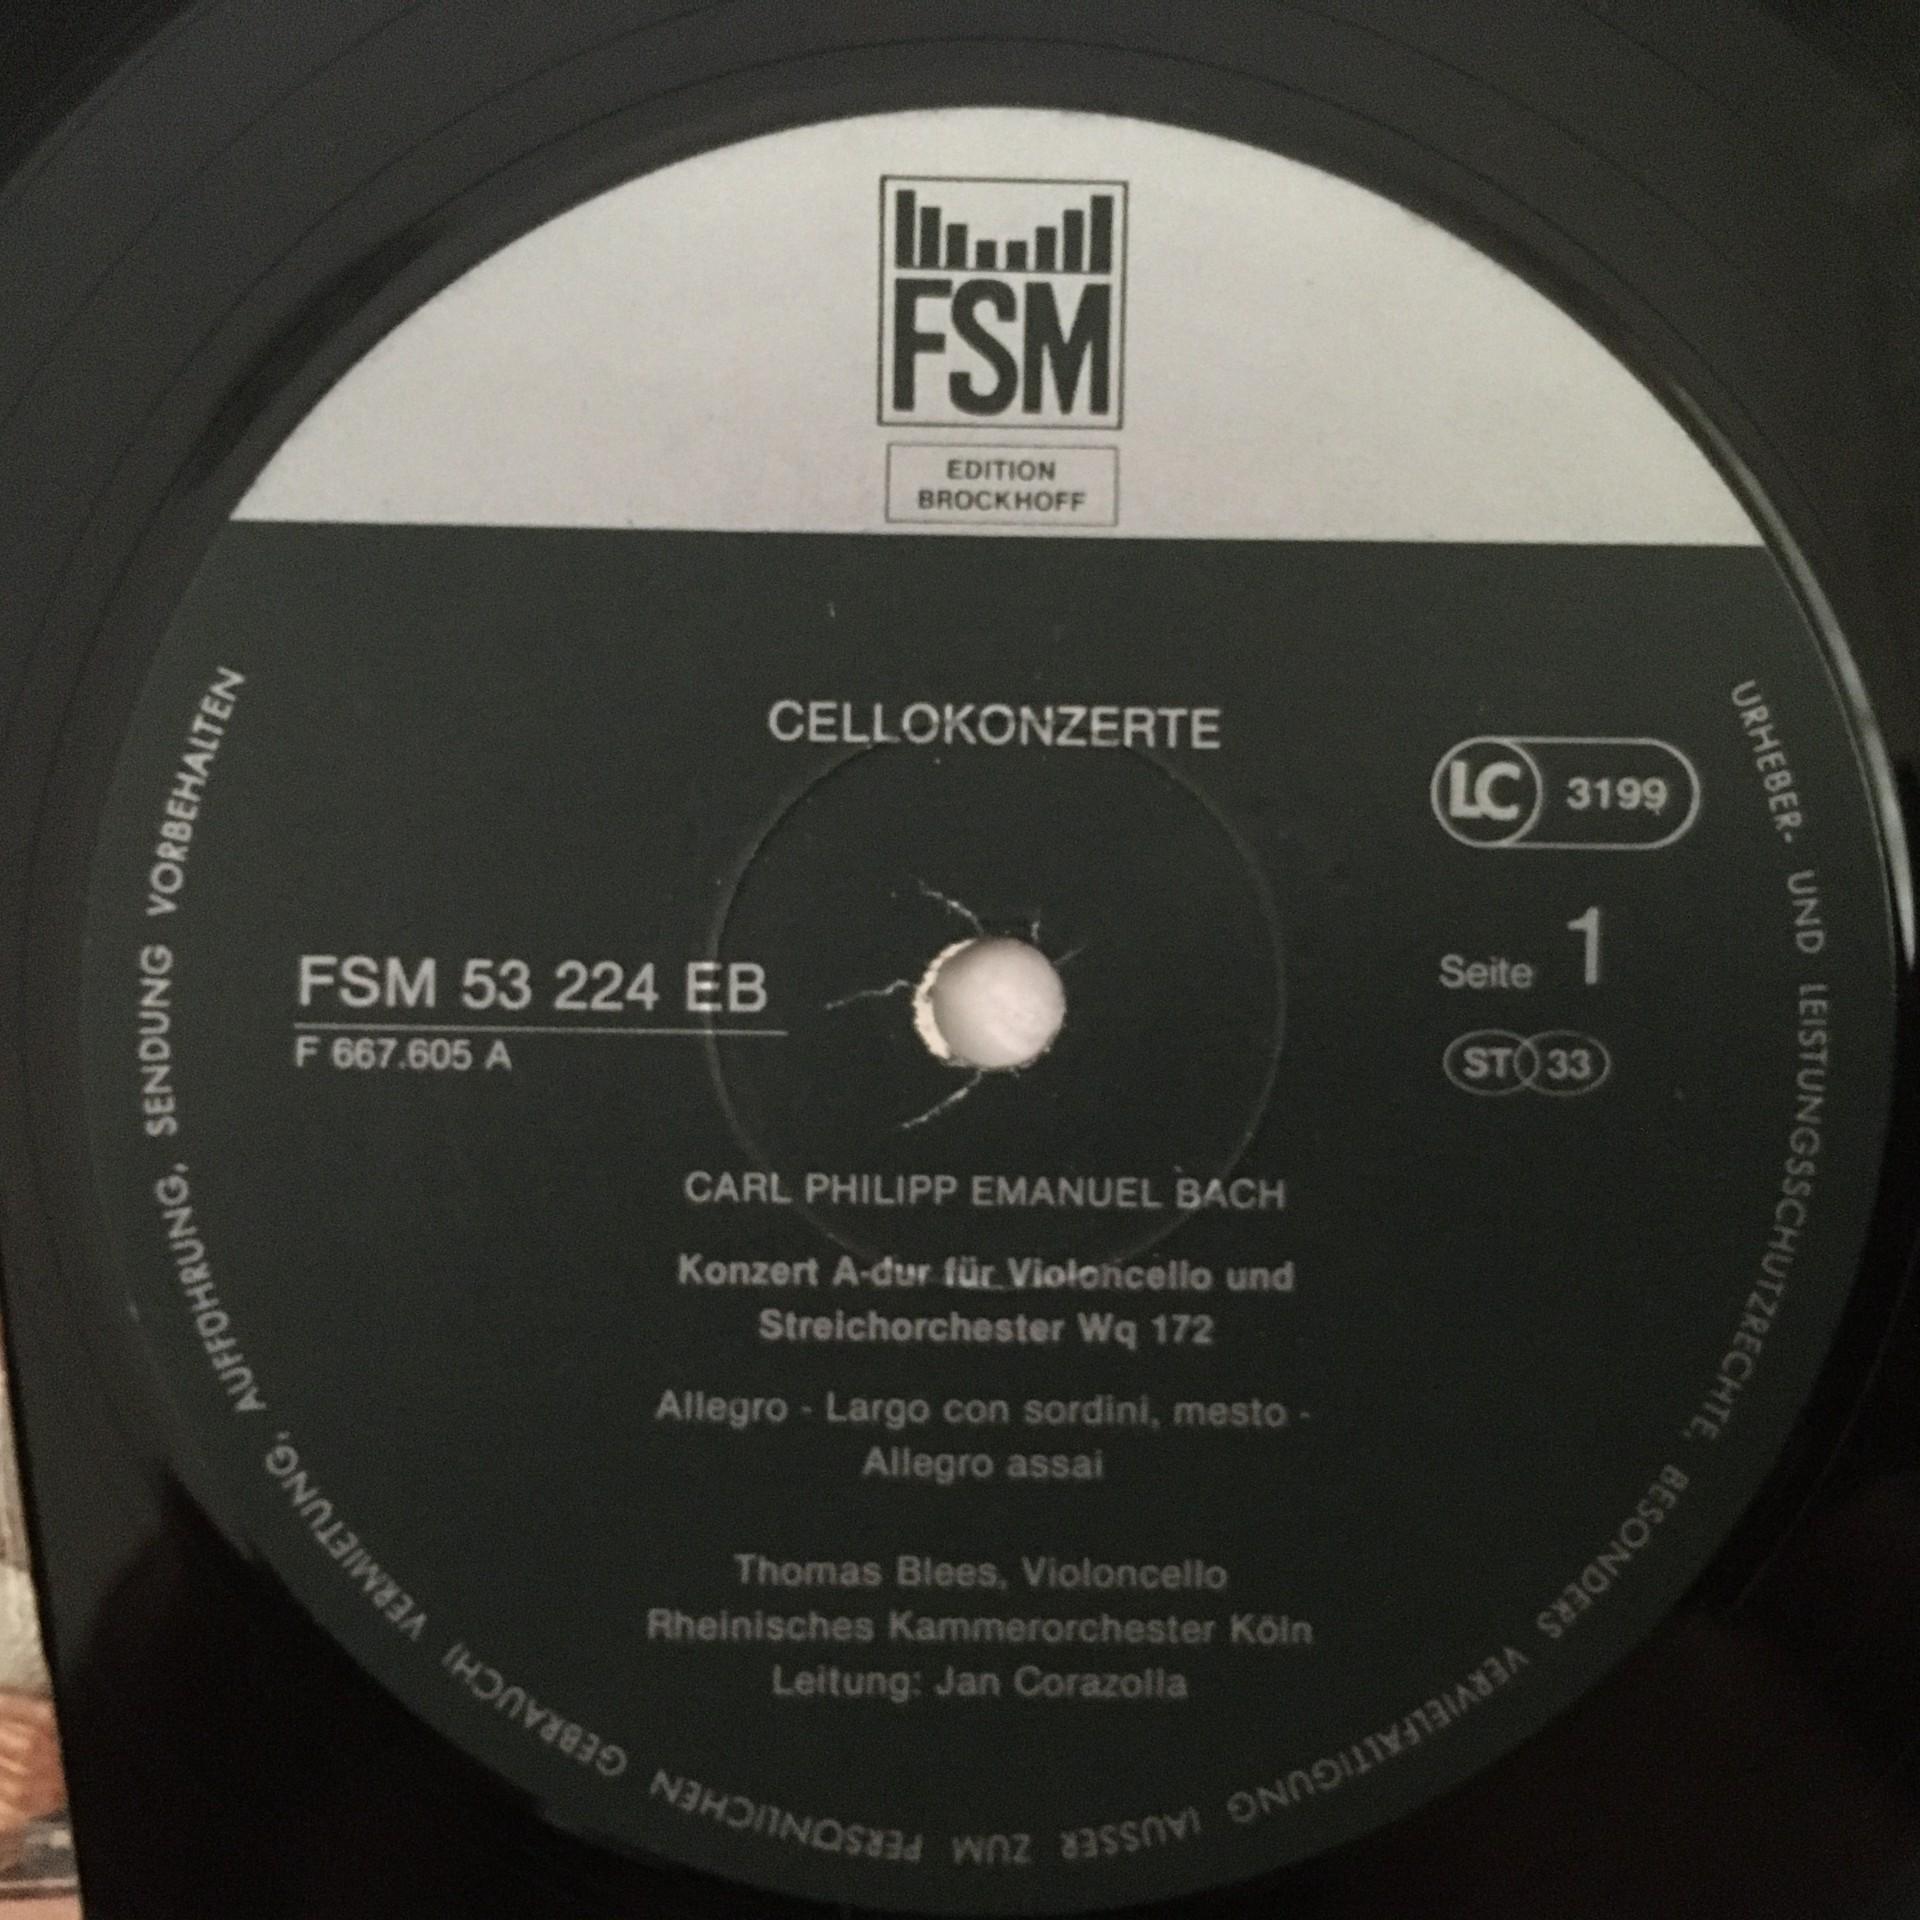 FSM
EDITION
BROCKHOFF
CELLOKONZERTE
LC 3199
FSM 53 224 EB
F 667.605 A
Seite 1
ST 33
CARL PHILIPP EMANUEL BACH
Konzert A-dur für Violoncello und
Streichorchester Wq 172
Allegro - Largo con sordini, mesto -
Allegro assai
Thomas Blees, Violoncello
Rheinisches Kammerorchester Köln
Leitung: Jan Corazolla
URHEBER- UND LEISTUNGSSCHUTZRECHTE, BESONDERS VERVIELFÄLTIGUNG (AUSSER ZUM PERSÖNLICHEN GEBRAUCH) VERMIETUNG, AUFFÜHRUNG, SENDUNG VORBEHALTEN